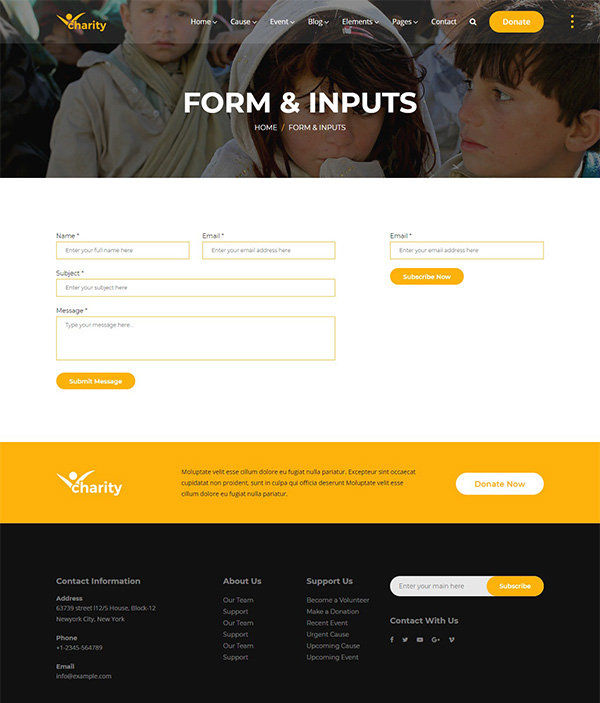 charity
Home Cause Event Blog Elements Pages Contact Donate
FORM & INPUTS
HOME / FORM & INPUTS
Name *
Enter your full name here
Email *
Enter your email address here
Subject *
Enter your subject here
Message *
Type your message here..
Submit Message
Email *
Enter your email address here
Subscribe Now
charity
Moluptate velit esse cillum dolore eu fugiat nulla pariatur. Excepteur sint occaecat
cupidatat non proident, sunt in culpa qui officia deserunt Moluptate velit esse
cillum dolore eu fugiat nulla pariatur.
Donate Now
Contact Information
Address
63739 street l12/S House, Block-12
Newyork City, New York
Phone
+1-2345-564789
Email
info@example.com
About Us
Our Team
Support
Our Team
Support
Our Team
Support
Support Us
Become a Volunteer
Make a Donation
Recent Event
Urgent Cause
Upcoming Cause
Upcoming Event
Enter your main here
Subscribe
Contact With Us